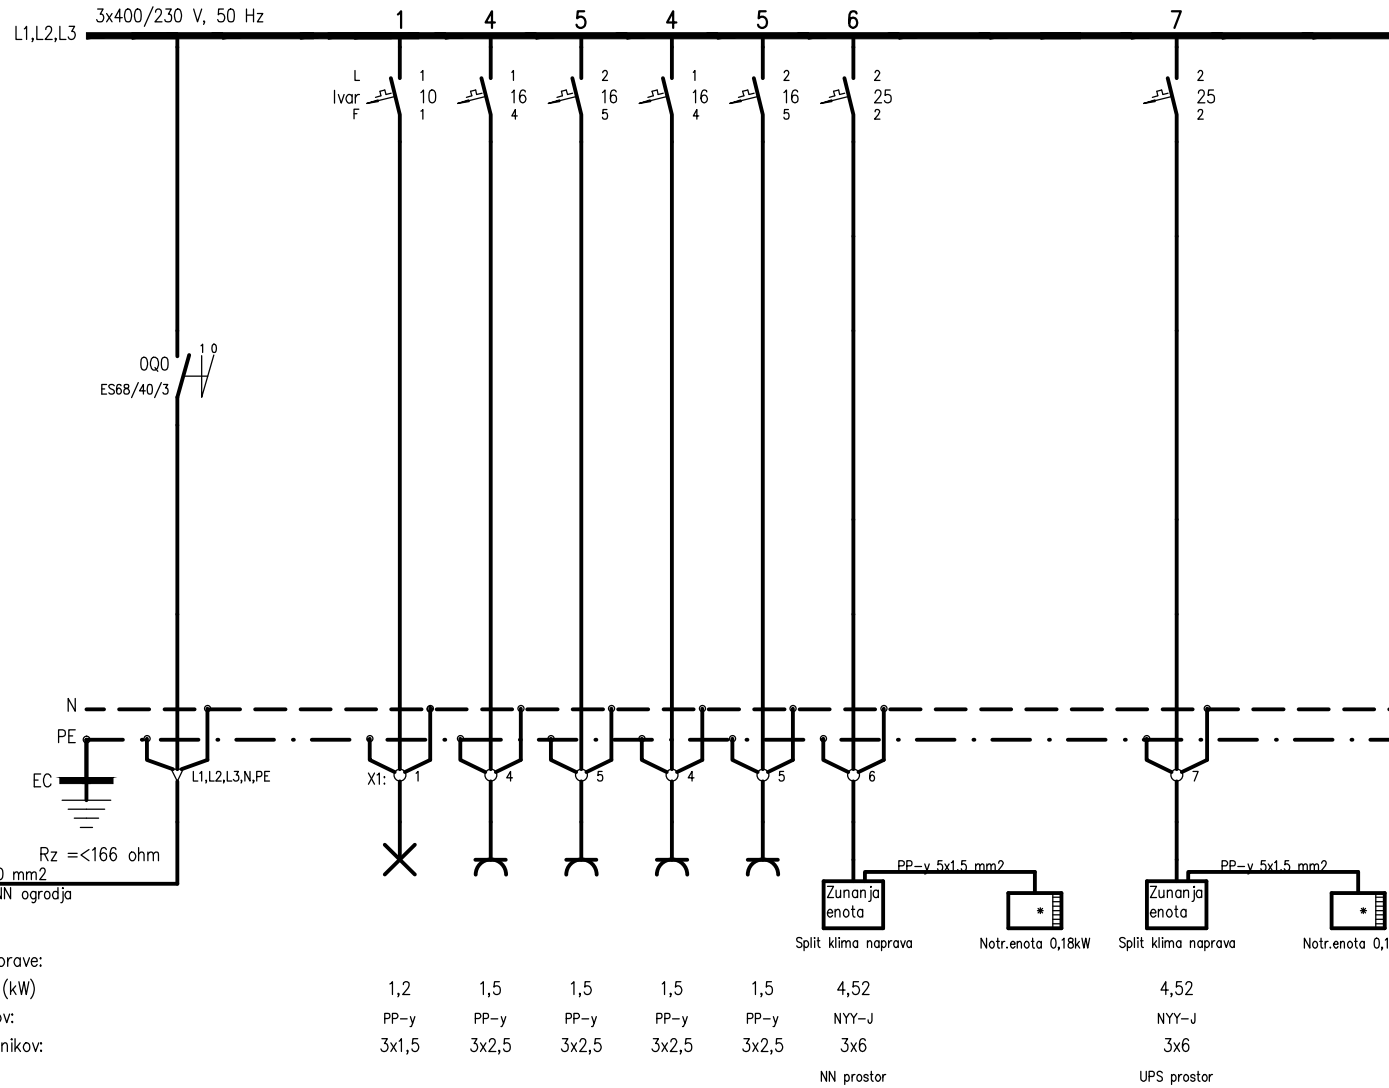 3x400/230 V, 50 Hz
L1,L2,L3
1 4 5 4 5 6 7
L 1 1 2 1 2 2 2
Ivar 10 16 16 16 16 25 25
F 1 4 5 4 5 2 2
1 0
0Q0
ES68/40/3
N
PE
EC
L1,L2,L3,N,PE
X1: 1 4 5 4 5 6 7
Rz =<166 ohm
0 mm2
NN ogrodja
PP-y 5x1,5 mm2 PP-y 5x1,5 mm2
Zunanja enota
* 
Zunanja enota
*
Split klima naprava Notr.enota 0,18kW Split klima naprava Notr.enota 0,1
prave:
(kW) 1,2 1,5 1,5 1,5 1,5 4,52 4,52
ov: PP-y PP-y PP-y PP-y PP-y NYY-J NYY-J
nikov: 3x1,5 3x2,5 3x2,5 3x2,5 3x2,5 3x6 3x6
NN prostor UPS prostor